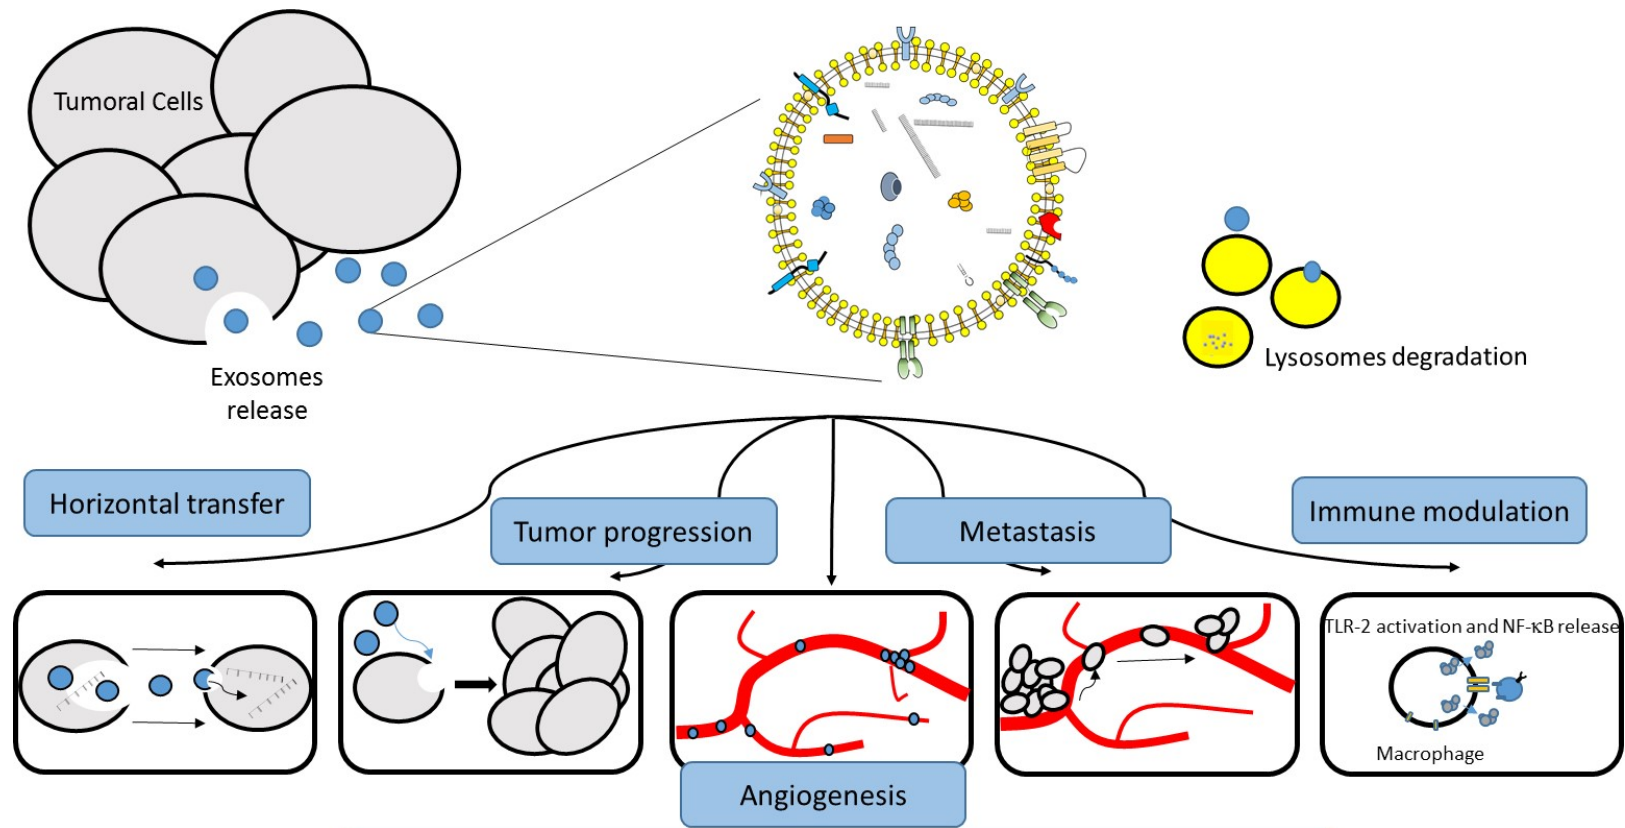 Tumoral Cells
Exosomes
release
Lysosomes degradation
Horizontal transfer
Tumor progression
Metastasis
Immune modulation
TLR-2 activation and NF-κB release
Macrophage
Angiogenesis